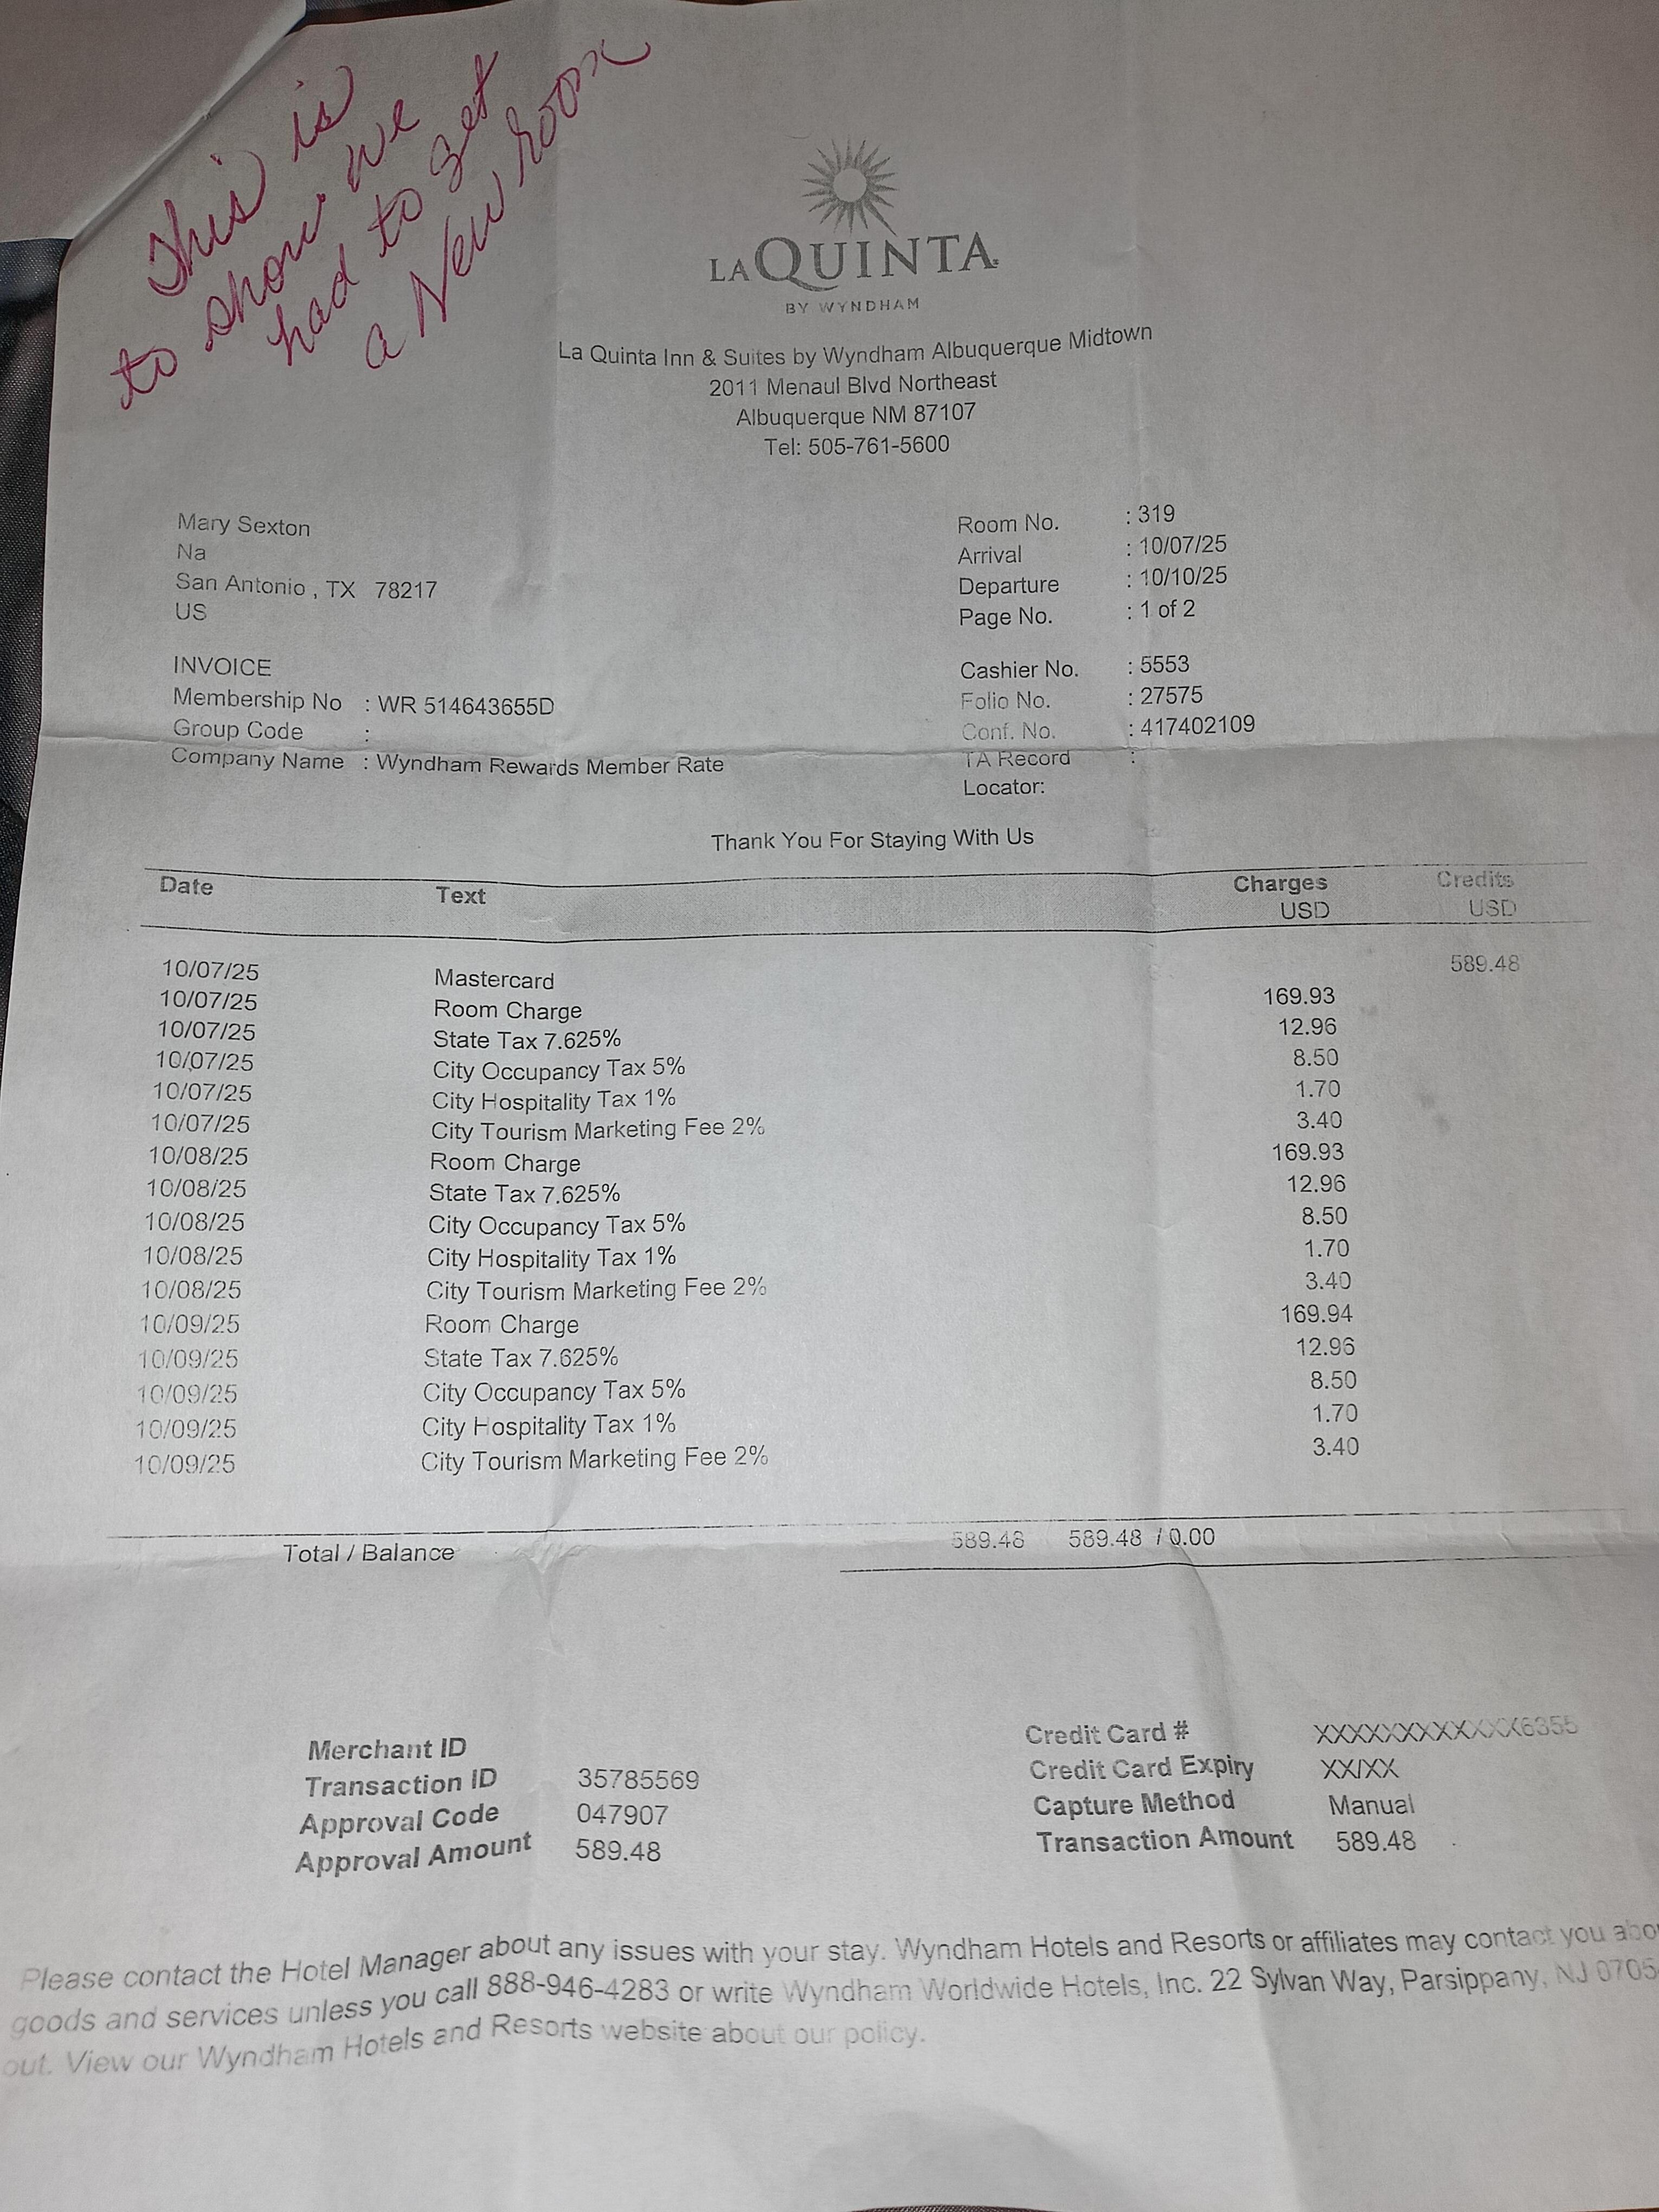 This is
to show we
had to get
a New room
LA QUINTA
BY WYNDHAM
La Quinta Inn & Suites by Wyndham Albuquerque Midtown
2011 Menaul Blvd Northeast
Albuquerque NM 87107
Tel: 505-761-5600
Mary Sexton
Na
San Antonio , TX 78217
US
Room No. : 319
Arrival : 10/07/25
Departure : 10/10/25
Page No. : 1 of 2
INVOICE
Membership No : WR 514643655D
Group Code :
Company Name : Wyndham Rewards Member Rate
Cashier No. : 5553
Folio No. : 27575
Conf. No. : 417402109
TA Record :
Locator:
Thank You For Staying With Us
Date Text Charges Credits
USD USD
10/07/25 Mastercard 589.48
10/07/25 Room Charge 169.93
10/07/25 State Tax 7.625% 12.96
10/07/25 City Occupancy Tax 5% 8.50
10/07/25 City Hospitality Tax 1% 1.70
10/07/25 City Tourism Marketing Fee 2% 3.40
10/08/25 Room Charge 169.93
10/08/25 State Tax 7.625% 12.96
10/08/25 City Occupancy Tax 5% 8.50
10/08/25 City Hospitality Tax 1% 1.70
10/08/25 City Tourism Marketing Fee 2% 3.40
10/09/25 Room Charge 169.94
10/09/25 State Tax 7.625% 12.96
10/09/25 City Occupancy Tax 5% 8.50
10/09/25 City Hospitality Tax 1% 1.70
10/09/25 City Tourism Marketing Fee 2% 3.40
Total / Balance 589.48 589.48 / 0.00
Merchant ID
Transaction ID 35785569
Approval Code 047907
Approval Amount 589.48
Credit Card # XXXXXXXXXXXX6355
Credit Card Expiry XX/XX
Capture Method Manual
Transaction Amount 589.48
Please contact the Hotel Manager about any issues with your stay. Wyndham Hotels and Resorts or affiliates may contact you
goods and services unless you call 888-946-4283 or write Wyndham Worldwide Hotels, Inc. 22 Sylvan Way, Parsippany, NJ
out. View our Wyndham Hotels and Resorts website about our policy.